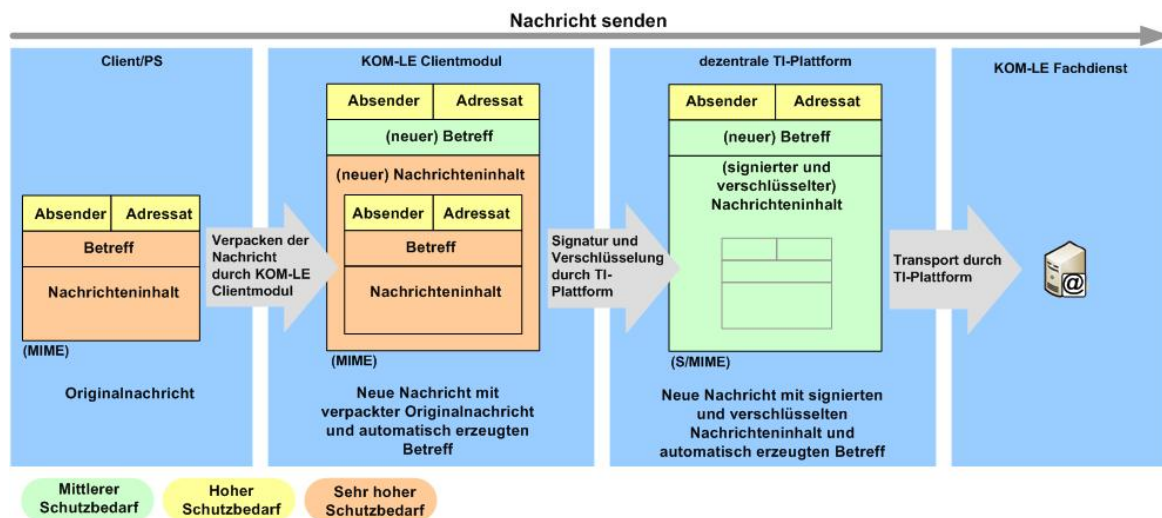 Nachricht senden
Client/PS
Absender
Adressat
Betreff
Nachrichteninhalt
(MIME)
Originalnachricht
Verpacken der
Nachricht
durch KOM-LE
Clientmodul
KOM-LE Clientmodul
Absender
Adressat
(neuer) Betreff
(neuer) Nachrichteninhalt
Absender
Adressat
Betreff
Nachrichteninhalt
(MIME)
Neue Nachricht mit
verpackter Originalnachricht
und automatisch erzeugten
Betreff
Signatur und
Verschlüsselung
durch TI-
Plattform
dezentrale TI-Plattform
Absender
Adressat
(neuer) Betreff
(signierter und
verschlüsselter)
Nachrichteninhalt
(S/MIME)
Neue Nachricht mit signierten
und verschlüsselten
Nachrichteninhalt und
automatisch erzeugten Betreff
Transport durch
TI-Plattform
KOM-LE Fachdienst
@
Mittlerer
Schutzbedarf
Hoher
Schutzbedarf
Sehr hoher
Schutzbedarf